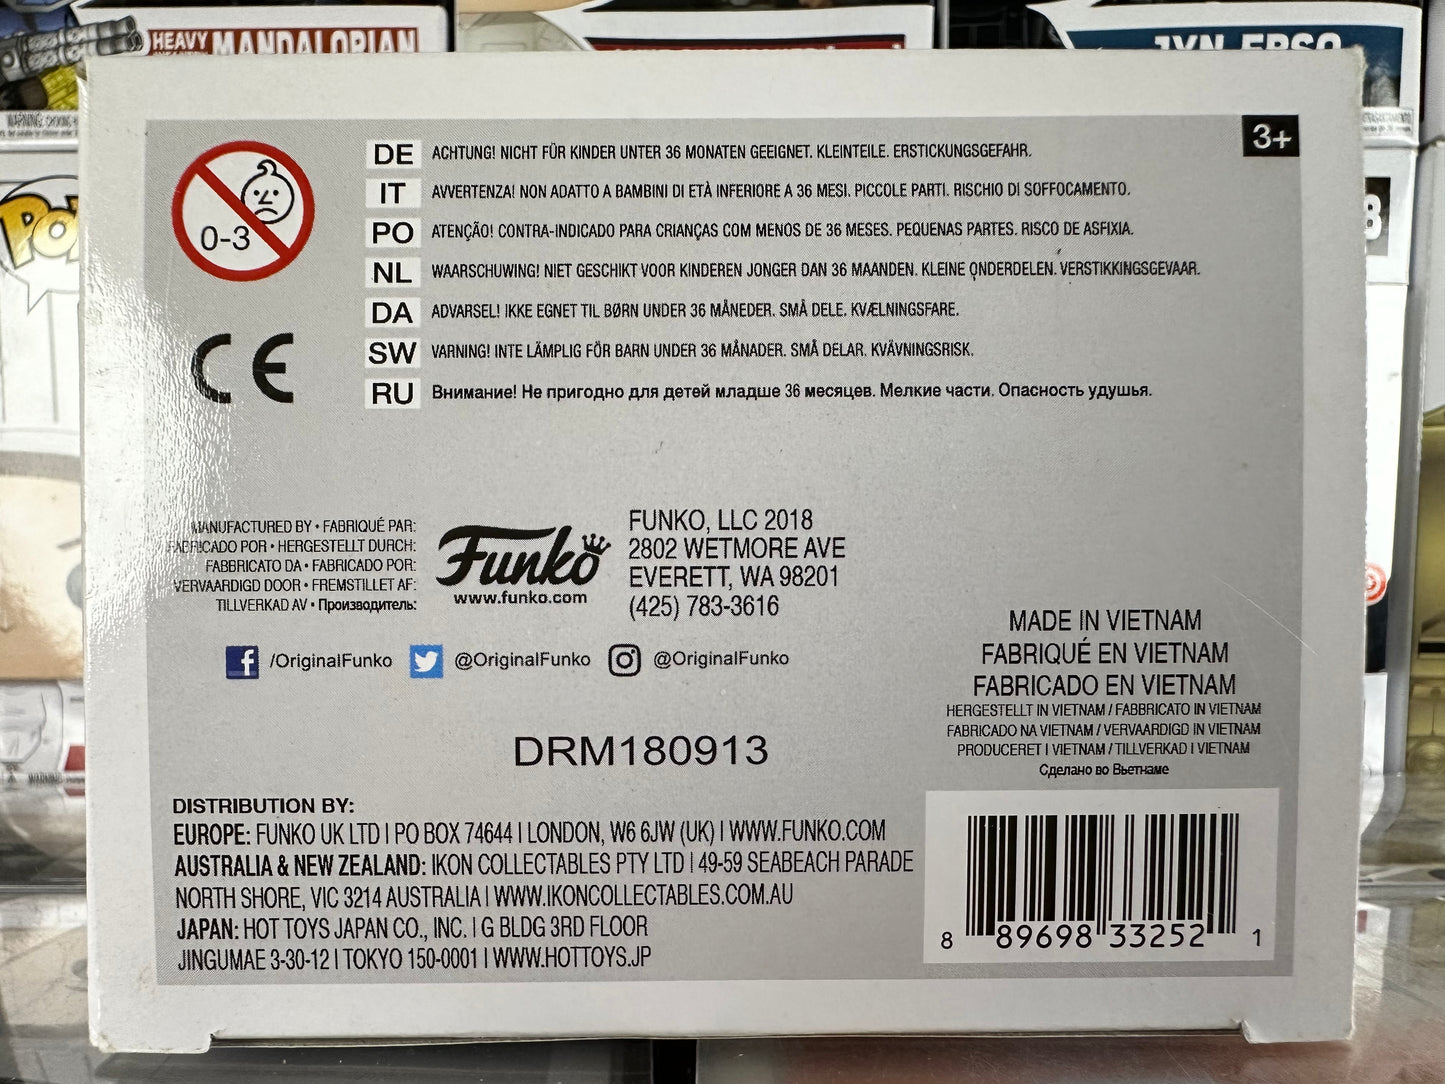 HEAVY MANDALORIAN
JYN ERSO
3+
0-3
DE ACHTUNG! NICHT FÜR KINDER UNTER 36 MONATEN GEEIGNET. KLEINTEILE. ERSTICKUNGSGEFAHR.
IT AVVERTENZA! NON ADATTO A BAMBINI DI ETÀ INFERIORE A 36 MESI. PICCOLE PARTI. RISCHIO DI SOFFOCAMENTO.
PO ATENÇÃO! CONTRA-INDICADO PARA CRIANÇAS COM MENOS DE 36 MESES. PEQUENAS PARTES. RISCO DE ASFIXIA.
NL WAARSCHUWING! NIET GESCHIKT VOOR KINDEREN JONGER DAN 36 MAANDEN. KLEINE ONDERDELEN. VERSTIKKINGSGEVAAR.
DA ADVARSEL! IKKE EGNET TIL BØRN UNDER 36 MÅNEDER. SMÅ DELE. KVÆLNINGSFARE.
SW VARNING! INTE LÄMPLIG FÖR BARN UNDER 36 MÅNADER. SMÅ DELAR. KVÄVNINGSRISK.
RU Внимание! Не пригодно для детей младше 36 месяцев. Мелкие части. Опасность удушья.
CE
MANUFACTURED BY • FABRIQUÉ PAR:
FABRICADO POR • HERGESTELLT DURCH:
FABBRICATO DA • FABRICADO POR:
VERVAARDIGD DOOR • FREMSTILLET AF:
TILLVERKAD AV • Производитель:
Funko
www.funko.com
FUNKO, LLC 2018
2802 WETMORE AVE
EVERETT, WA 98201
(425) 783-3616
/OriginalFunko @OriginalFunko @OriginalFunko
MADE IN VIETNAM
FABRIQUÉ EN VIETNAM
FABRICADO EN VIETNAM
HERGESTELLT IN VIETNAM / FABBRICATO IN VIETNAM
FABRICADO NA VIETNAM / VERVAARDIGD IN VIETNAM
PRODUCERET I VIETNAM / TILLVERKAD I VIETNAM
Сделано во Вьетнаме
DRM180913
DISTRIBUTION BY:
EUROPE: FUNKO UK LTD | PO BOX 74644 | LONDON, W6 6JW (UK) | WWW.FUNKO.COM
AUSTRALIA & NEW ZEALAND: IKON COLLECTABLES PTY LTD | 49-59 SEABEACH PARADE
NORTH SHORE, VIC 3214 AUSTRALIA | WWW.IKONCOLLECTABLES.COM.AU
JAPAN: HOT TOYS JAPAN CO., INC. | G BLDG 3RD FLOOR
JINGUMAE 3-30-12 | TOKYO 150-0001 | WWW.HOTTOYS.JP
8 89698 33252 1